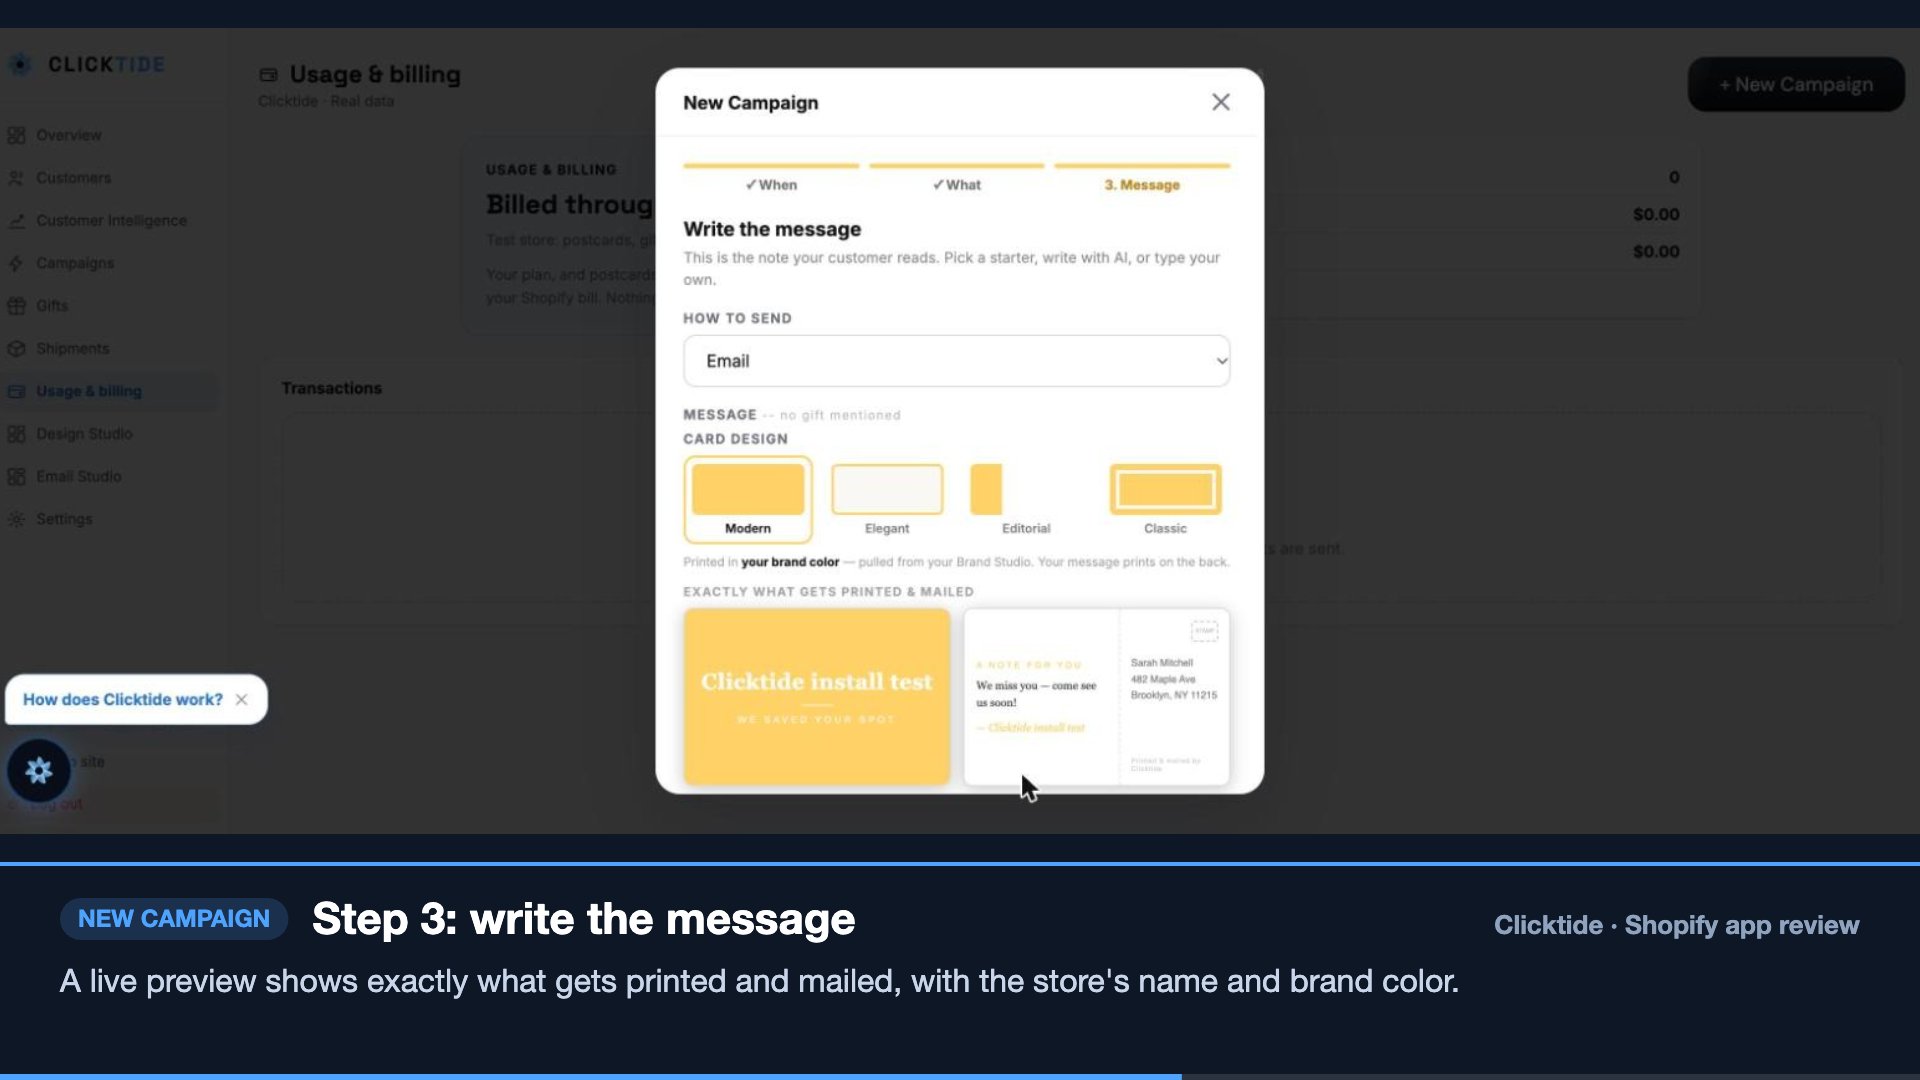 CLICKTIDE
Overview
Customers
Customer Intelligence
Campaigns
Gifts
Shipments
Usage & billing
Design Studio
Email Studio
Settings
How does Clicktide work?
site
Log out
Usage & billing
Clicktide · Real data
+ New Campaign
USAGE & BILLING
Billed throug
Test store: postcards, gi
Your plan, and postcards
your Shopify bill. Nothin
0
$0.00
$0.00
Transactions
s are sent.
New Campaign
✓ When
✓ What
3. Message
Write the message
This is the note your customer reads. Pick a starter, write with AI, or type your
own.
HOW TO SEND
Email
MESSAGE -- no gift mentioned
CARD DESIGN
Modern
Elegant
Editorial
Classic
Printed in your brand color — pulled from your Brand Studio. Your message prints on the back.
EXACTLY WHAT GETS PRINTED & MAILED
Clicktide install test
WE SAVED YOUR SPOT
A NOTE FOR YOU
We miss you — come see
us soon!
— Clicktide install test
Sarah Mitchell
482 Maple Ave
Brooklyn, NY 11215
Printed & mailed by
Clicktide
NEW CAMPAIGN
Step 3: write the message
Clicktide · Shopify app review
A live preview shows exactly what gets printed and mailed, with the store's name and brand color.